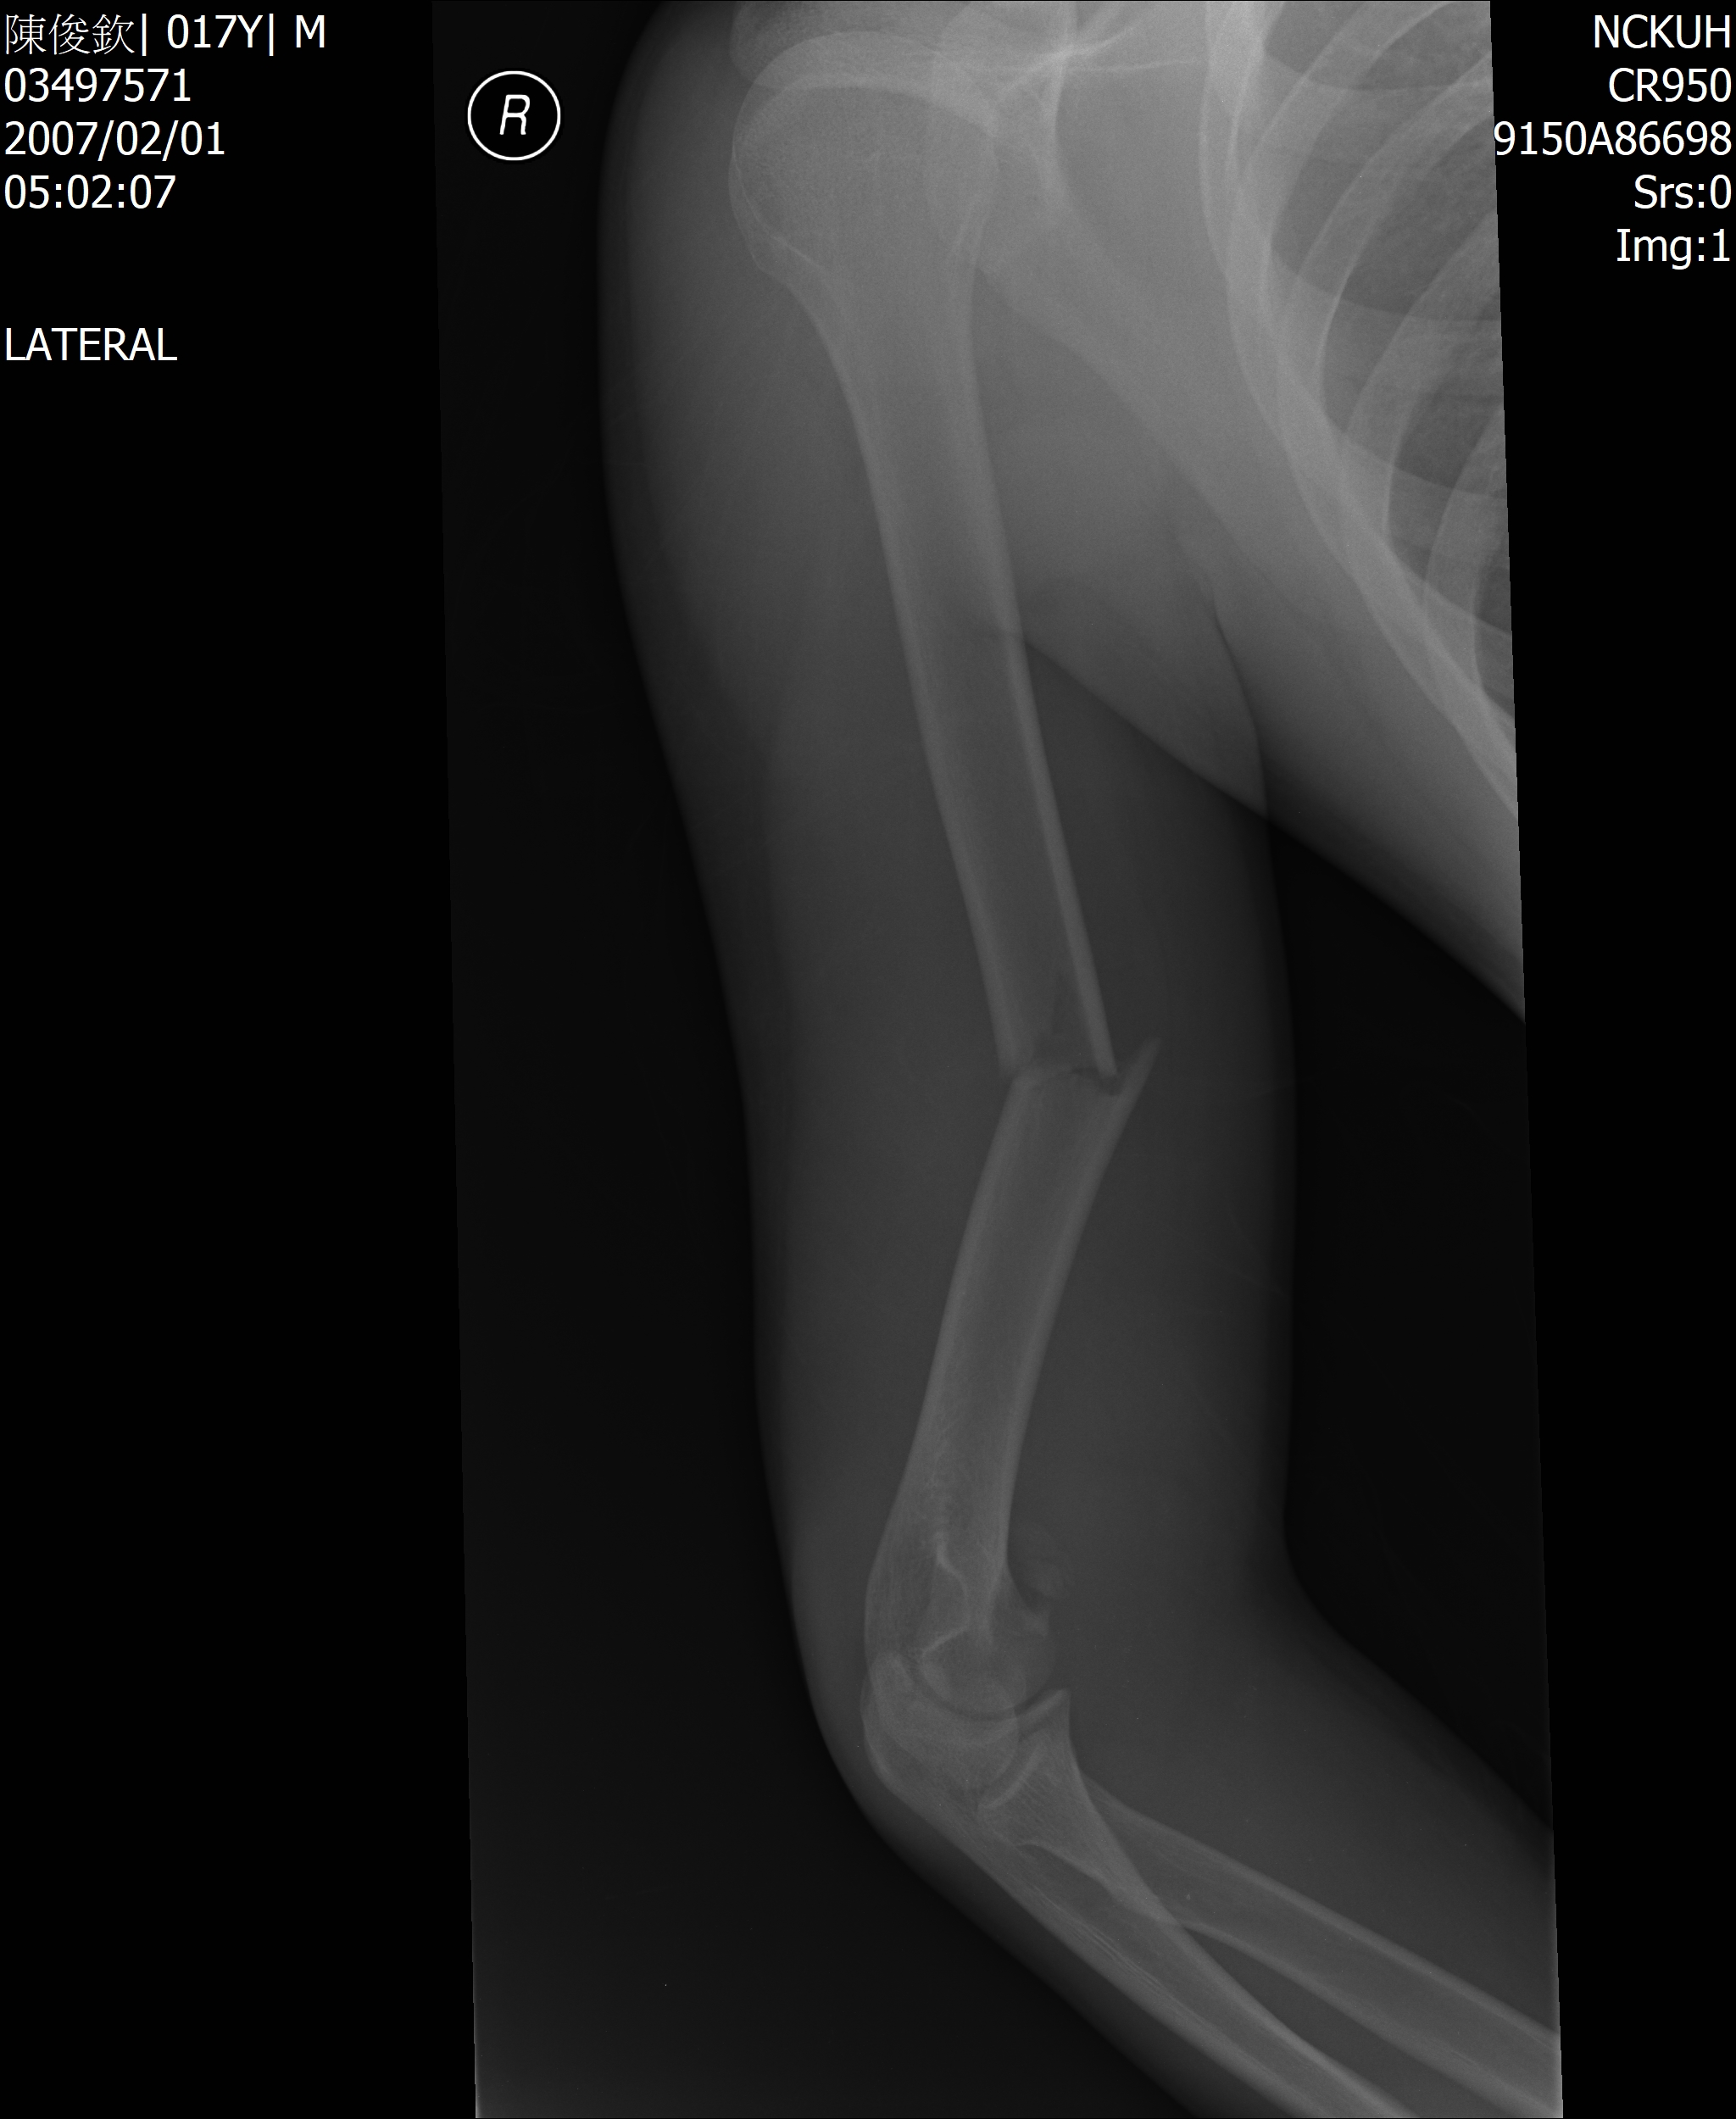 陳俊欽| 017Y| M
03497571
2007/02/01
05:02:07
LATERAL
R
NCKUH
CR950
9150A86698
Srs:0
Img:1